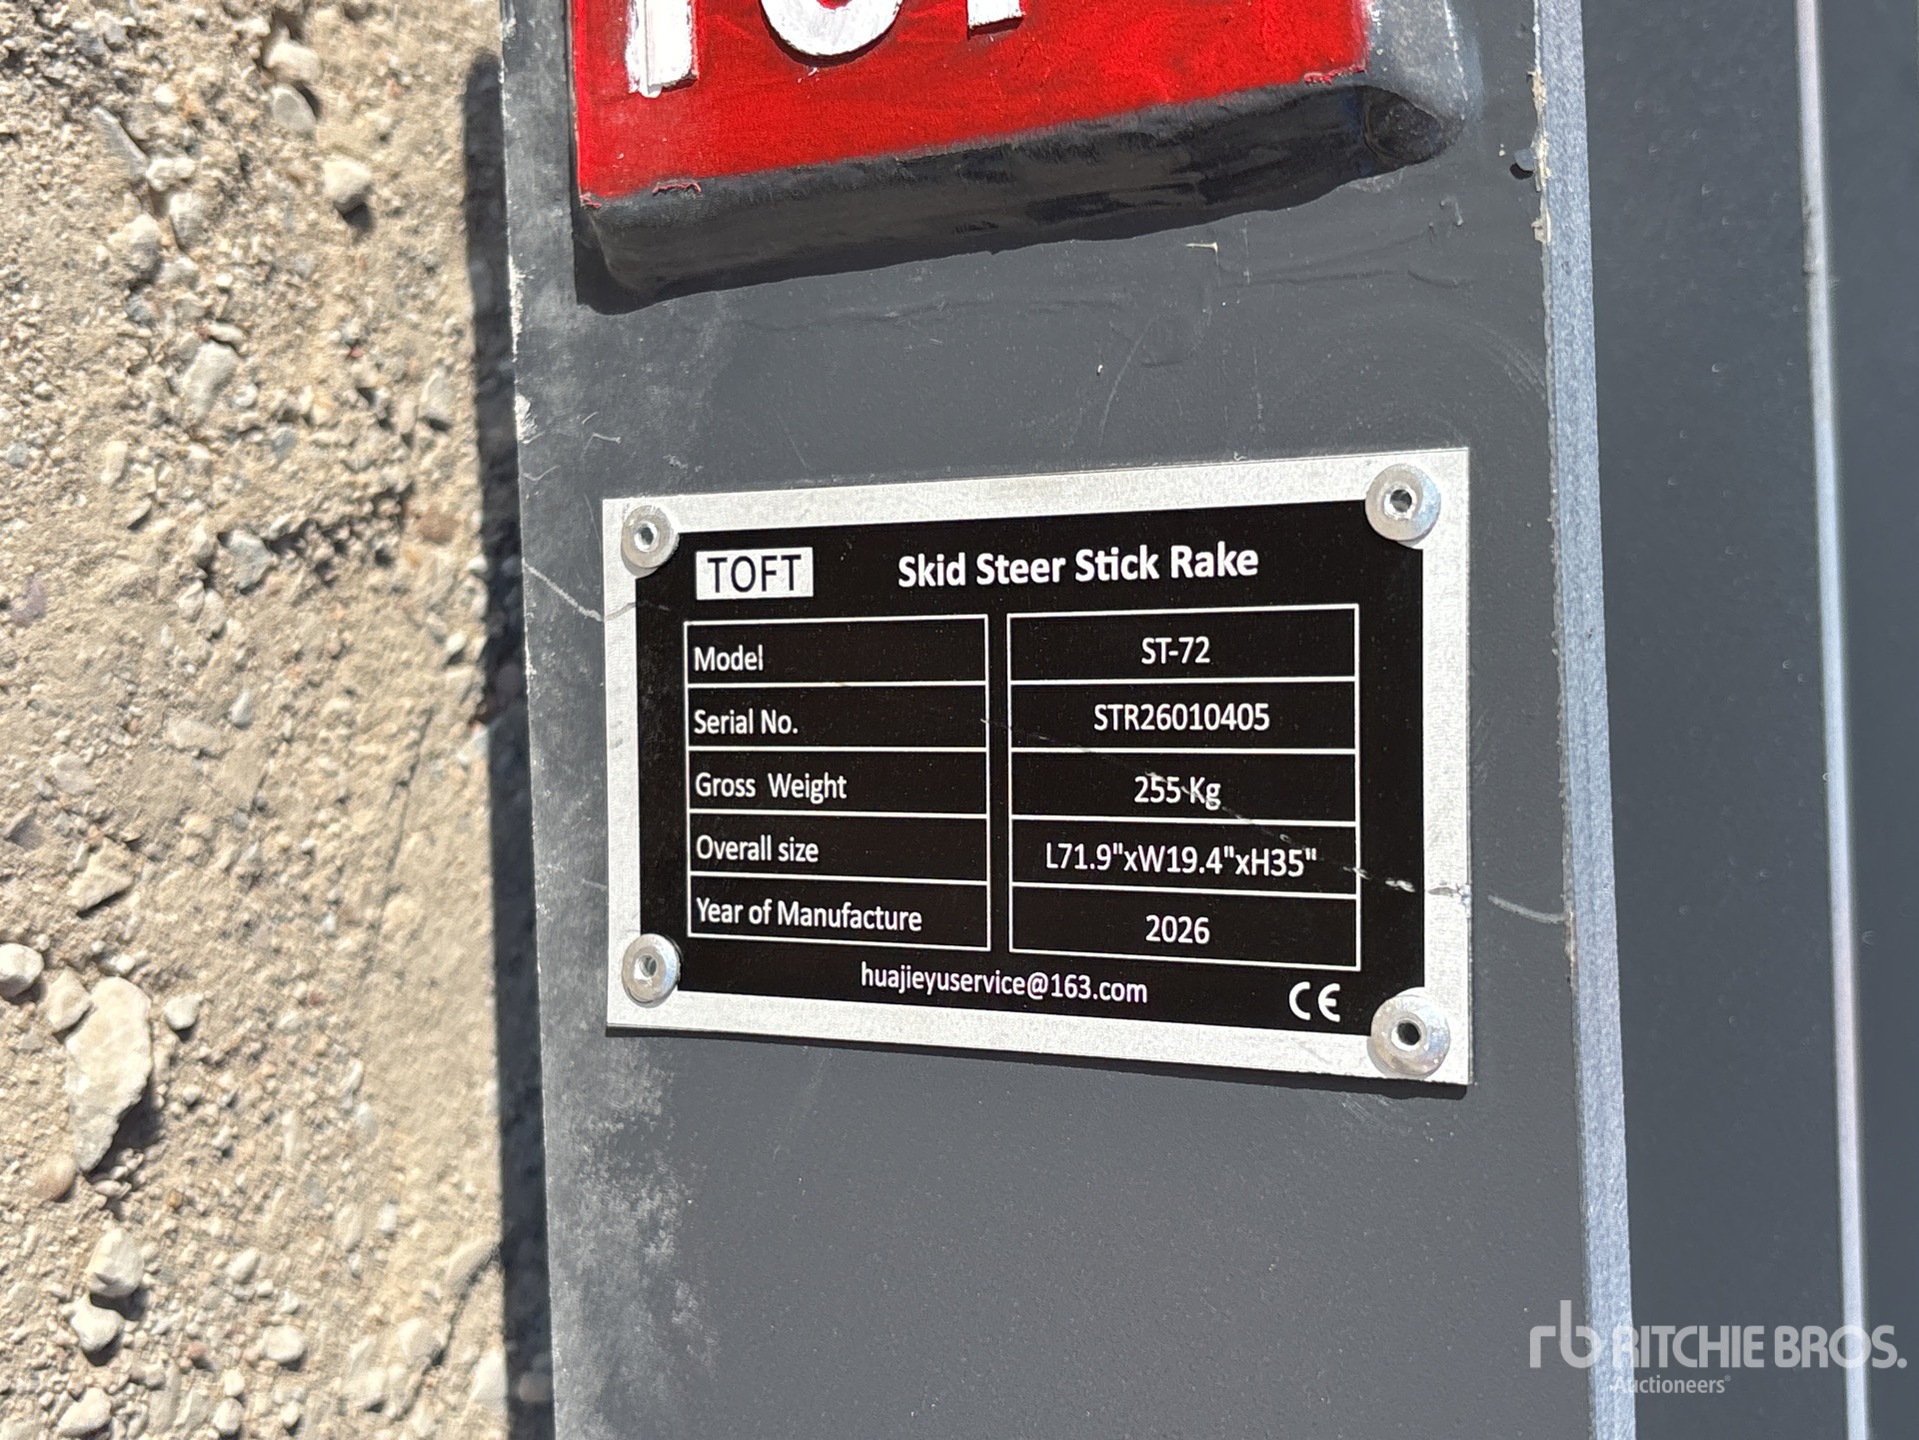 TOFT
Skid Steer Stick Rake
Model ST-72
Serial No. STR26010405
Gross Weight 255 Kg
Overall size L71.9"xW19.4"xH35"
Year of Manufacture 2026
huajieyuservice@163.com CE
rb RITCHIE BROS.
Auctioneers®